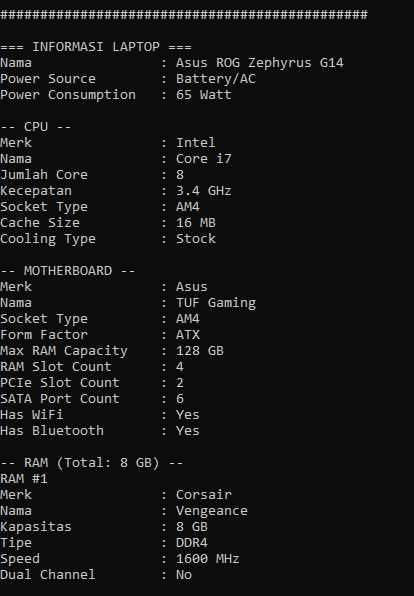 ##############################################
=== INFORMASI LAPTOP ===
Nama : Asus ROG Zephyrus G14
Power Source : Battery/AC
Power Consumption : 65 Watt
-- CPU --
Merk : Intel
Nama : Core i7
Jumlah Core : 8
Kecepatan : 3.4 GHz
Socket Type : AM4
Cache Size : 16 MB
Cooling Type : Stock
-- MOTHERBOARD --
Merk : Asus
Nama : TUF Gaming
Socket Type : AM4
Form Factor : ATX
Max RAM Capacity : 128 GB
RAM Slot Count : 4
PCIe Slot Count : 2
SATA Port Count : 6
Has WiFi : Yes
Has Bluetooth : Yes
-- RAM (Total: 8 GB) --
RAM #1
Merk : Corsair
Nama : Vengeance
Kapasitas : 8 GB
Tipe : DDR4
Speed : 1600 MHz
Dual Channel : No